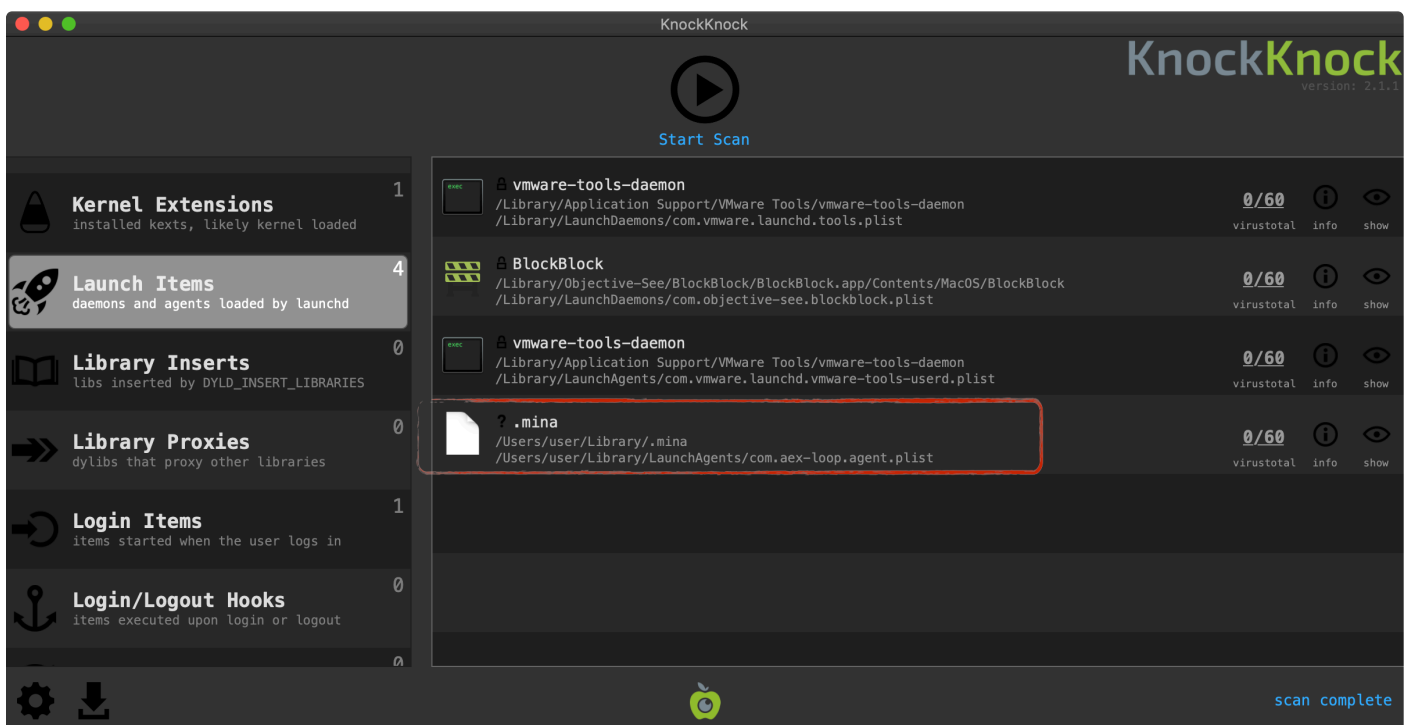 KnockKnock
KnockKnock
version: 2.1.1
Start Scan
Kernel Extensions
1
installed kexts, likely kernel loaded
Launch Items
4
daemons and agents loaded by launchd
Library Inserts
0
libs inserted by DYLD_INSERT_LIBRARIES
Library Proxies
0
dylibs that proxy other libraries
Login Items
1
items started when the user logs in
Login/Logout Hooks
0
items executed upon login or logout
0
exec
vmware-tools-daemon
/Library/Application Support/VMware Tools/vmware-tools-daemon
/Library/LaunchDaemons/com.vmware.launchd.tools.plist
0/60
virustotal info show
BlockBlock
/Library/Objective-See/BlockBlock/BlockBlock.app/Contents/MacOS/BlockBlock
/Library/LaunchDaemons/com.objective-see.blockblock.plist
0/60
virustotal info show
exec
vmware-tools-daemon
/Library/Application Support/VMware Tools/vmware-tools-daemon
/Library/LaunchAgents/com.vmware.launchd.vmware-tools-userd.plist
0/60
virustotal info show
? .mina
/Users/user/Library/.mina
/Users/user/Library/LaunchAgents/com.aex-loop.agent.plist
0/60
virustotal info show
scan complete